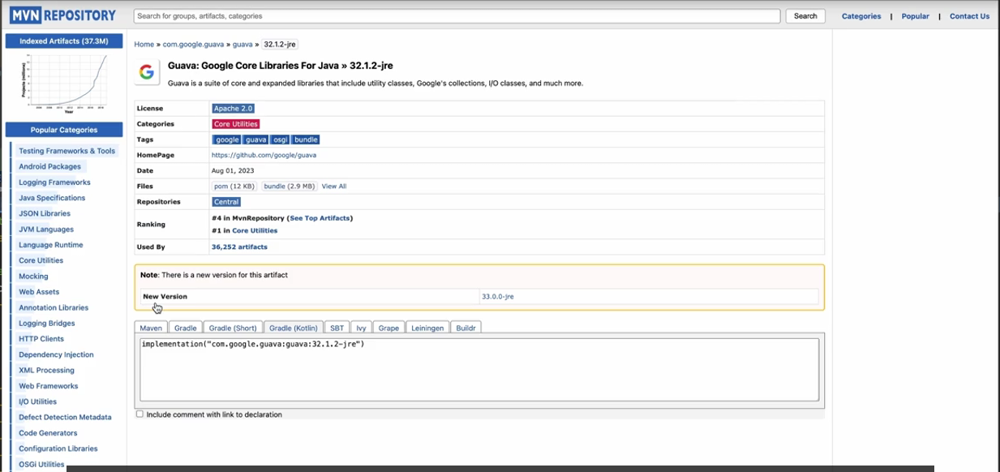 MVN REPOSITORY
Search for groups, artifacts, categories
Search
Categories | Popular | Contact Us
Indexed Artifacts (37.3M)
Projects (millions)
Year
Popular Categories
Testing Frameworks & Tools
Android Packages
Logging Frameworks
Java Specifications
JSON Libraries
JVM Languages
Language Runtime
Core Utilities
Mocking
Web Assets
Annotation Libraries
Logging Bridges
HTTP Clients
Dependency Injection
XML Processing
Web Frameworks
I/O Utilities
Defect Detection Metadata
Code Generators
Configuration Libraries
OSGi Utilities
Home » com.google.guava » guava » 32.1.2-jre
Guava: Google Core Libraries For Java » 32.1.2-jre
Guava is a suite of core and expanded libraries that include utility classes, Google's collections, I/O classes, and much more.
License Apache 2.0
Categories Core Utilities
Tags google guava osgi bundle
HomePage https://github.com/google/guava
Date Aug 01, 2023
Files pom (12 KB) bundle (2.9 MB) View All
Repositories Central
Ranking #4 in MvnRepository (See Top Artifacts)
#1 in Core Utilities
Used By 36,252 artifacts
Note: There is a new version for this artifact
New Version 33.0.0-jre
Maven Gradle Gradle (Short) Gradle (Kotlin) SBT Ivy Grape Leiningen Buildr
implementation("com.google.guava:guava:32.1.2-jre")
Include comment with link to declaration